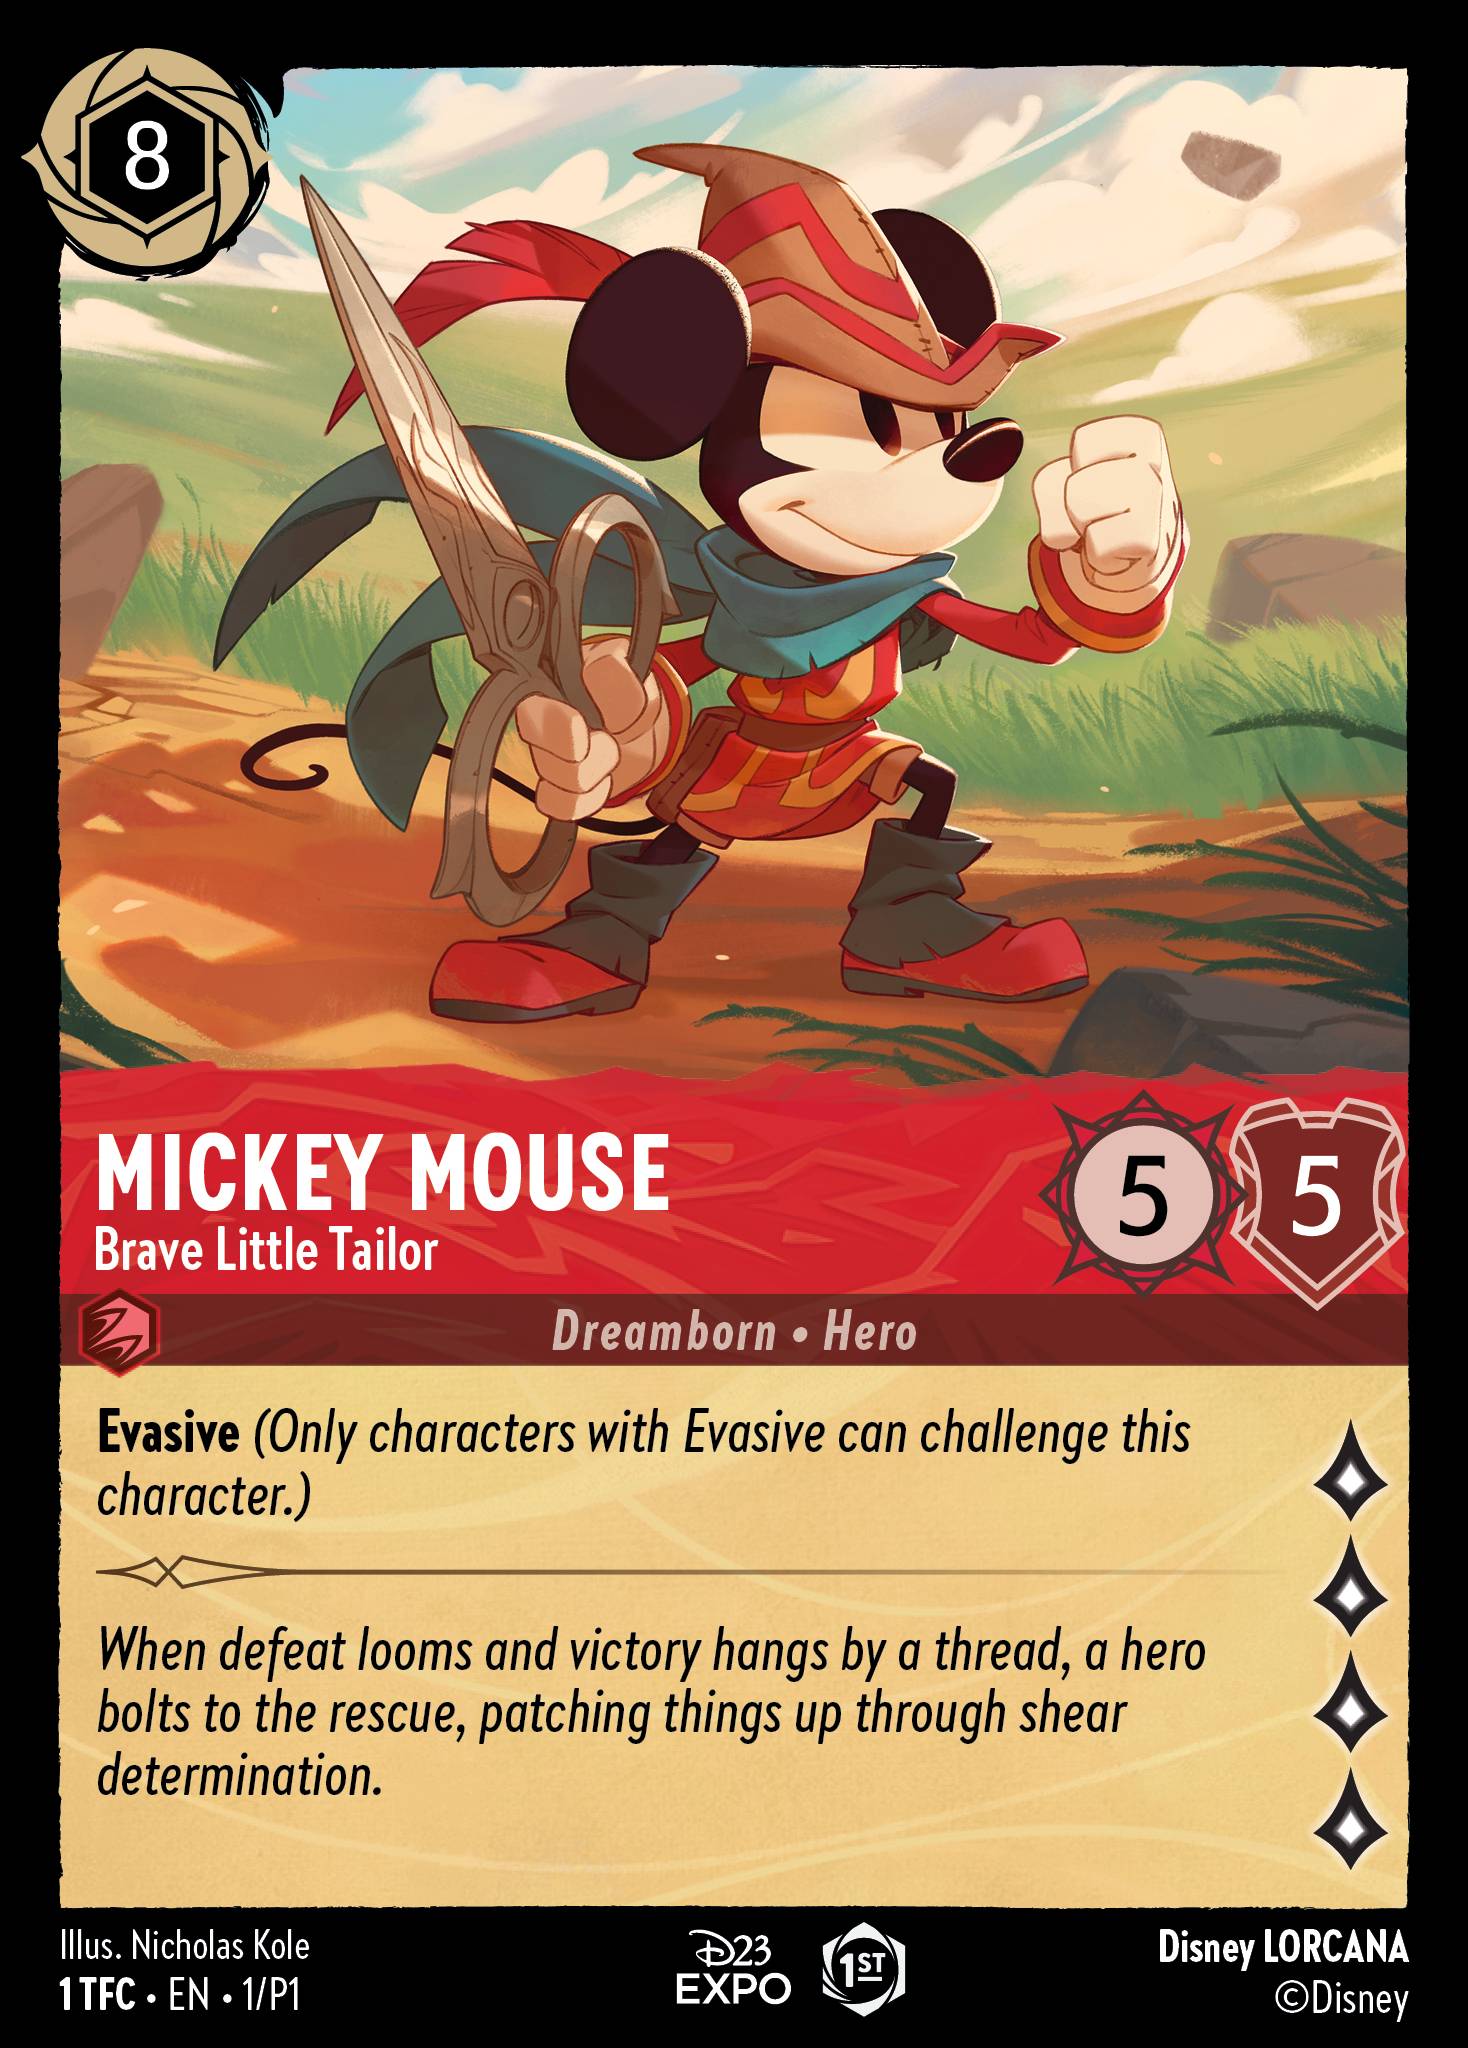 8
MICKEY MOUSE
Brave Little Tailor
5
5
Dreamborn • Hero
Evasive (Only characters with Evasive can challenge this
character.)
When defeat looms and victory hangs by a thread, a hero
bolts to the rescue, patching things up through shear
determination.
Illus. Nicholas Kole
1 TFC • EN • 1/P1
D23
EXPO
1ST
Disney LORCANA
©Disney